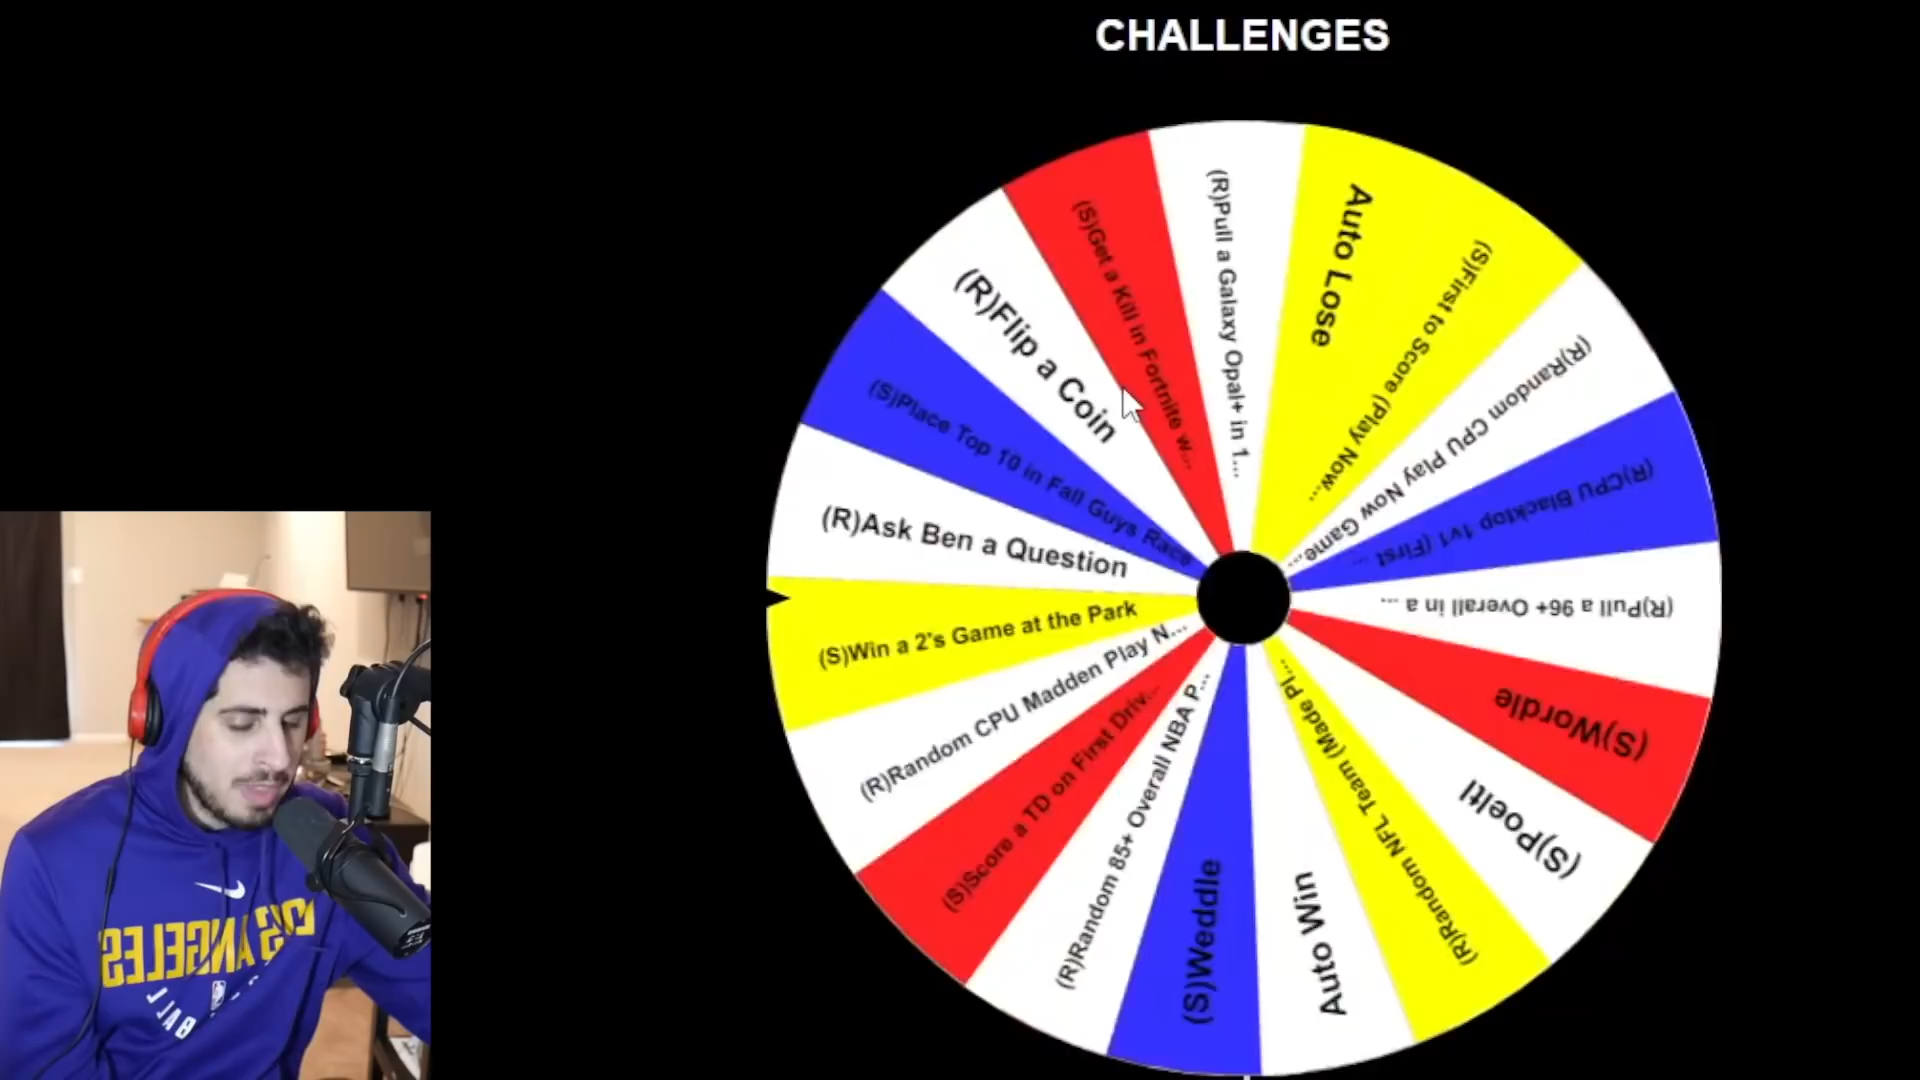 CHALLENGES
(R)Pull a Galaxy Opal+ in 1...
Auto Lose
(S)First to Score (Play Now...
(R)Random CPU Play Now Game...
(R)CPU Blacktop 1v1 (First ...
(R)Pull a 96+ Overall in a ...
(S)Wordle
(S)Poeltl
(R)Random NFL Team (Made Pl...
Auto Win
(S)Weddle
(R)Random 85+ Overall NBA P...
(S)Score a TD on First Driv...
(R)Random CPU Madden Play N...
(S)Win a 2's Game at the Park
(R)Ask Ben a Question
(S)Place Top 10 in Fall Guys Race
(R)Flip a Coin
(S)Get a Kill in Fortnite w...
LOS ANGELES